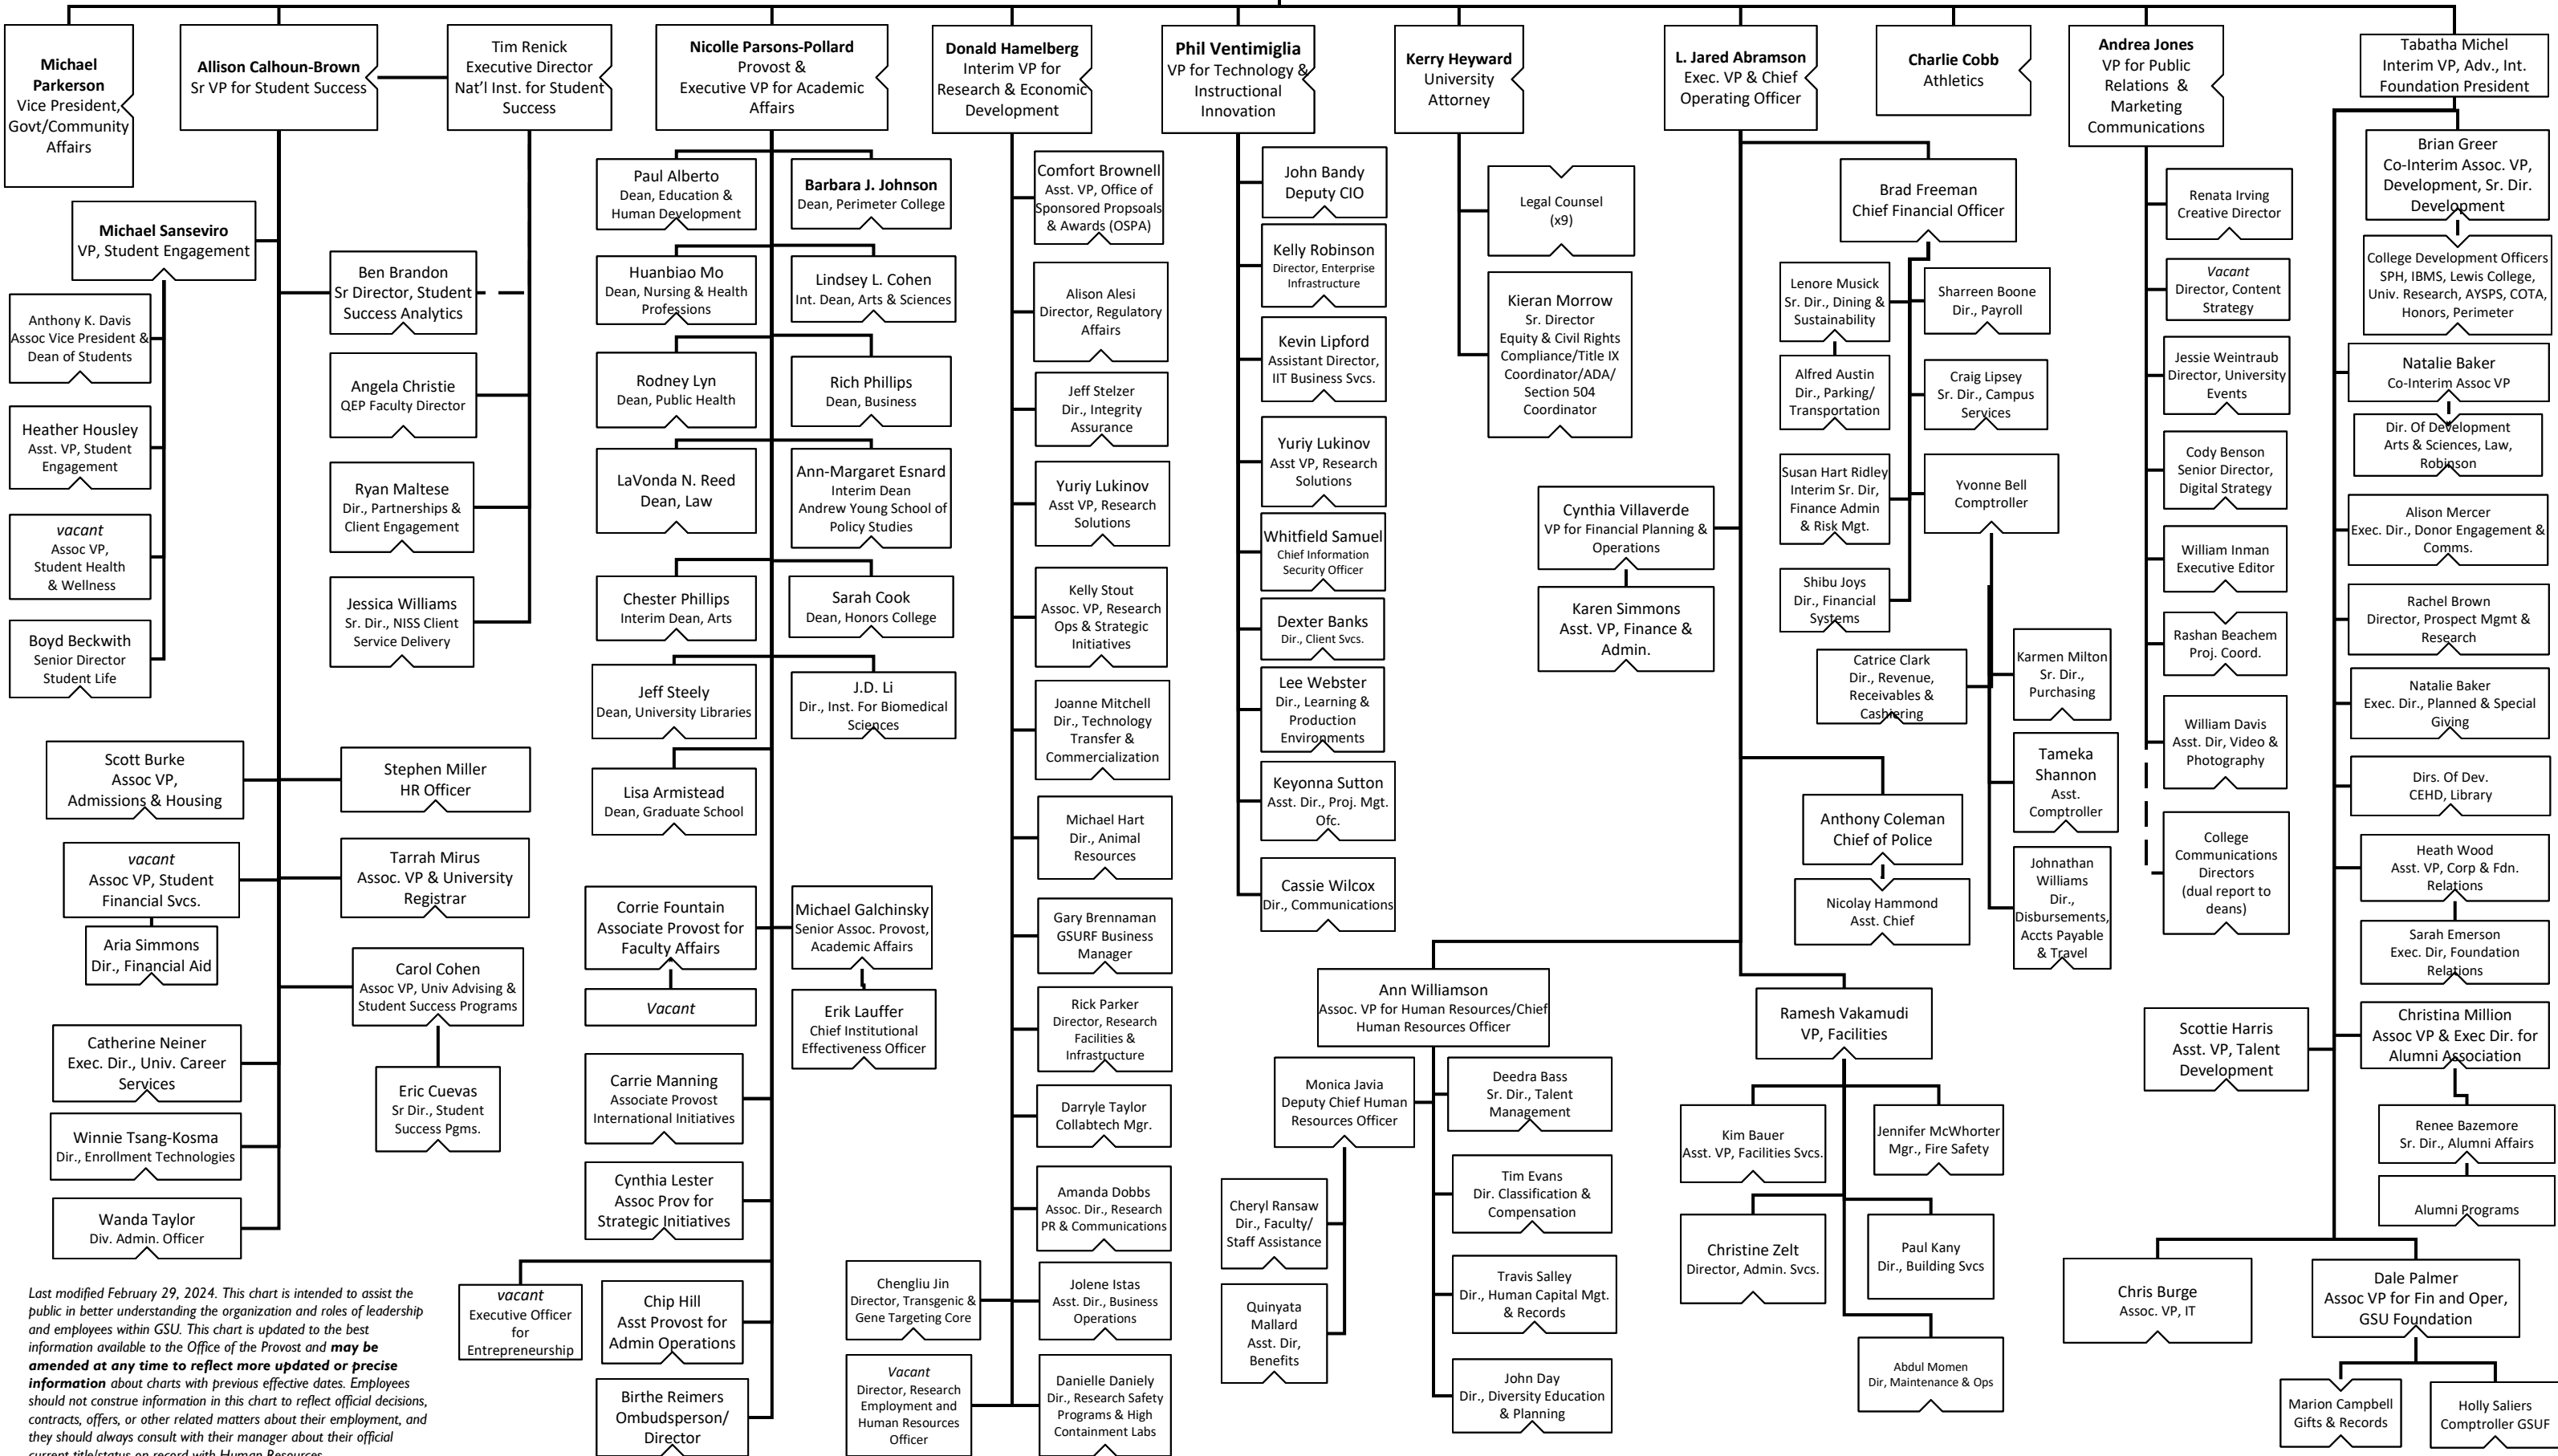 Michael
Parkerson
Vice President,
Govt/Community
Affairs
Allison Calhoun-Brown
Sr VP for Student Success
Tim Renick
Executive Director
Nat’l Inst. for Student
Success
Nicolle Parsons-Pollard
Provost &
Executive VP for Academic
Affairs
Donald Hamelberg
Interim VP for
Research & Economic
Development
Phil Ventimiglia
VP for Technology &
Instructional
Innovation
Kerry Heyward
University
Attorney
L. Jared Abramson
Exec. VP & Chief
Operating Officer
Charlie Cobb
Athletics
Andrea Jones
VP for Public
Relations &
Marketing
Communications
Tabatha Michel
Interim VP, Adv., Int.
Foundation President
Michael Sanseviro
VP, Student Engagement
Anthony K. Davis
Assoc Vice President &
Dean of Students
Heather Housley
Asst. VP, Student
Engagement
vacant
Assoc VP,
Student Health
& Wellness
Boyd Beckwith
Senior Director
Student Life
Ben Brandon
Sr Director, Student
Success Analytics
Angela Christie
QEP Faculty Director
Ryan Maltese
Dir., Partnerships &
Client Engagement
Jessica Williams
Sr. Dir., NISS Client
Service Delivery
Scott Burke
Assoc VP,
Admissions & Housing
Stephen Miller
HR Officer
vacant
Assoc VP, Student
Financial Svcs.
Tarrah Mirus
Assoc. VP & University
Registrar
Aria Simmons
Dir., Financial Aid
Carol Cohen
Assoc VP, Univ Advising &
Student Success Programs
Catherine Neiner
Exec. Dir., Univ. Career
Services
Eric Cuevas
Sr Dir., Student
Success Pgms.
Winnie Tsang-Kosma
Dir., Enrollment Technologies
Wanda Taylor
Div. Admin. Officer
Paul Alberto
Dean, Education &
Human Development
Barbara J. Johnson
Dean, Perimeter College
Huanbiao Mo
Dean, Nursing & Health
Professions
Lindsey L. Cohen
Int. Dean, Arts & Sciences
Rodney Lyn
Dean, Public Health
Rich Phillips
Dean, Business
LaVonda N. Reed
Dean, Law
Ann-Margaret Esnard
Interim Dean
Andrew Young School of
Policy Studies
Chester Phillips
Interim Dean, Arts
Sarah Cook
Dean, Honors College
Jeff Steely
Dean, University Libraries
J.D. Li
Dir., Inst. For Biomedical
Sciences
Lisa Armistead
Dean, Graduate School
Corrie Fountain
Associate Provost for
Faculty Affairs
Vacant
Michael Galchinsky
Senior Assoc. Provost,
Academic Affairs
Erik Lauffer
Chief Institutional
Effectiveness Officer
Carrie Manning
Associate Provost
International Initiatives
Cynthia Lester
Assoc Prov for
Strategic Initiatives
vacant
Executive Officer
for
Entrepreneurship
Chip Hill
Asst Provost for
Admin Operations
Birthe Reimers
Ombudsperson/
Director
Comfort Brownell
Asst. VP, Office of
Sponsored Propsoals
& Awards (OSPA)
Alison Alesi
Director, Regulatory
Affairs
Jeff Stelzer
Dir., Integrity
Assurance
Yuriy Lukinov
Asst VP, Research
Solutions
Kelly Stout
Assoc. VP, Research
Ops & Strategic
Initiatives
Joanne Mitchell
Dir., Technology
Transfer &
Commercialization
Michael Hart
Dir., Animal
Resources
Gary Brennaman
GSURF Business
Manager
Rick Parker
Director, Research
Facilities &
Infrastructure
Darryle Taylor
Collabtech Mgr.
Amanda Dobbs
Assoc. Dir., Research
PR & Communications
Chengliu Jin
Director, Transgenic &
Gene Targeting Core
Jolene Istas
Asst. Dir., Business
Operations
Vacant
Director, Research
Employment and
Human Resources
Officer
Danielle Daniely
Dir., Research Safety
Programs & High
Containment Labs
John Bandy
Deputy CIO
Kelly Robinson
Director, Enterprise
Infrastructure
Kevin Lipford
Assistant Director,
IIT Business Svcs.
Yuriy Lukinov
Asst VP, Research
Solutions
Whitfield Samuel
Chief Information
Security Officer
Dexter Banks
Dir., Client Svcs.
Lee Webster
Dir., Learning &
Production
Environments
Keyonna Sutton
Asst. Dir., Proj. Mgt.
Ofc.
Cassie Wilcox
Dir., Communications
Legal Counsel
(x9)
Kieran Morrow
Sr. Director
Equity & Civil Rights
Compliance/Title IX
Coordinator/ADA/
Section 504
Coordinator
Brad Freeman
Chief Financial Officer
Lenore Musick
Sr. Dir., Dining &
Sustainability
Sharreen Boone
Dir., Payroll
Alfred Austin
Dir., Parking/
Transportation
Craig Lipsey
Sr. Dir., Campus
Services
Susan Hart Ridley
Interim Sr. Dir,
Finance Admin
& Risk Mgt.
Yvonne Bell
Comptroller
Shibu Joys
Dir., Financial
Systems
Cynthia Villaverde
VP for Financial Planning &
Operations
Karen Simmons
Asst. VP, Finance &
Admin.
Catrice Clark
Dir., Revenue,
Receivables &
Cashiering
Karmen Milton
Sr. Dir.,
Purchasing
Tameka
Shannon
Asst.
Comptroller
Johnathan
Williams
Dir.,
Disbursements,
Accts Payable
& Travel
Anthony Coleman
Chief of Police
Nicolay Hammond
Asst. Chief
Ann Williamson
Assoc. VP for Human Resources/Chief
Human Resources Officer
Ramesh Vakamudi
VP, Facilities
Monica Javia
Deputy Chief Human
Resources Officer
Deedra Bass
Sr. Dir., Talent
Management
Cheryl Ransaw
Dir., Faculty/
Staff Assistance
Tim Evans
Dir. Classification &
Compensation
Quinyata
Mallard
Asst. Dir,
Benefits
Travis Salley
Dir., Human Capital Mgt.
& Records
John Day
Dir., Diversity Education
& Planning
Kim Bauer
Asst. VP, Facilities Svcs.
Jennifer McWhorter
Mgr., Fire Safety
Christine Zelt
Director, Admin. Svcs.
Paul Kany
Dir., Building Svcs
Abdul Momen
Dir, Maintenance & Ops
Renata Irving
Creative Director
Vacant
Director, Content
Strategy
Jessie Weintraub
Director, University
Events
Cody Benson
Senior Director,
Digital Strategy
William Inman
Executive Editor
Rashan Beachem
Proj. Coord.
William Davis
Asst. Dir, Video &
Photography
College
Communications
Directors
(dual report to
deans)
Brian Greer
Co-Interim Assoc. VP,
Development, Sr. Dir.
Development
College Development Officers
SPH, IBMS, Lewis College,
Univ. Research, AYSPS, COTA,
Honors, Perimeter
Natalie Baker
Co-Interim Assoc VP
Dir. Of Development
Arts & Sciences, Law,
Robinson
Alison Mercer
Exec. Dir., Donor Engagement &
Comms.
Rachel Brown
Director, Prospect Mgmt &
Research
Natalie Baker
Exec. Dir., Planned & Special
Giving
Dirs. Of Dev.
CEHD, Library
Heath Wood
Asst. VP, Corp & Fdn.
Relations
Sarah Emerson
Exec. Dir, Foundation
Relations
Scottie Harris
Asst. VP, Talent
Development
Christina Million
Assoc VP & Exec Dir. for
Alumni Association
Renee Bazemore
Sr. Dir., Alumni Affairs
Alumni Programs
Chris Burge
Assoc. VP, IT
Dale Palmer
Assoc VP for Fin and Oper,
GSU Foundation
Marion Campbell
Gifts & Records
Holly Saliers
Comptroller GSUF
Last modified February 29, 2024. This chart is intended to assist the
public in better understanding the organization and roles of leadership
and employees within GSU. This chart is updated to the best
information available to the Office of the Provost and may be
amended at any time to reflect more updated or precise
information about charts with previous effective dates. Employees
should not construe information in this chart to reflect official decisions,
contracts, offers, or other related matters about their employment, and
they should always consult with their manager about their official
current title/status on record with Human Resources